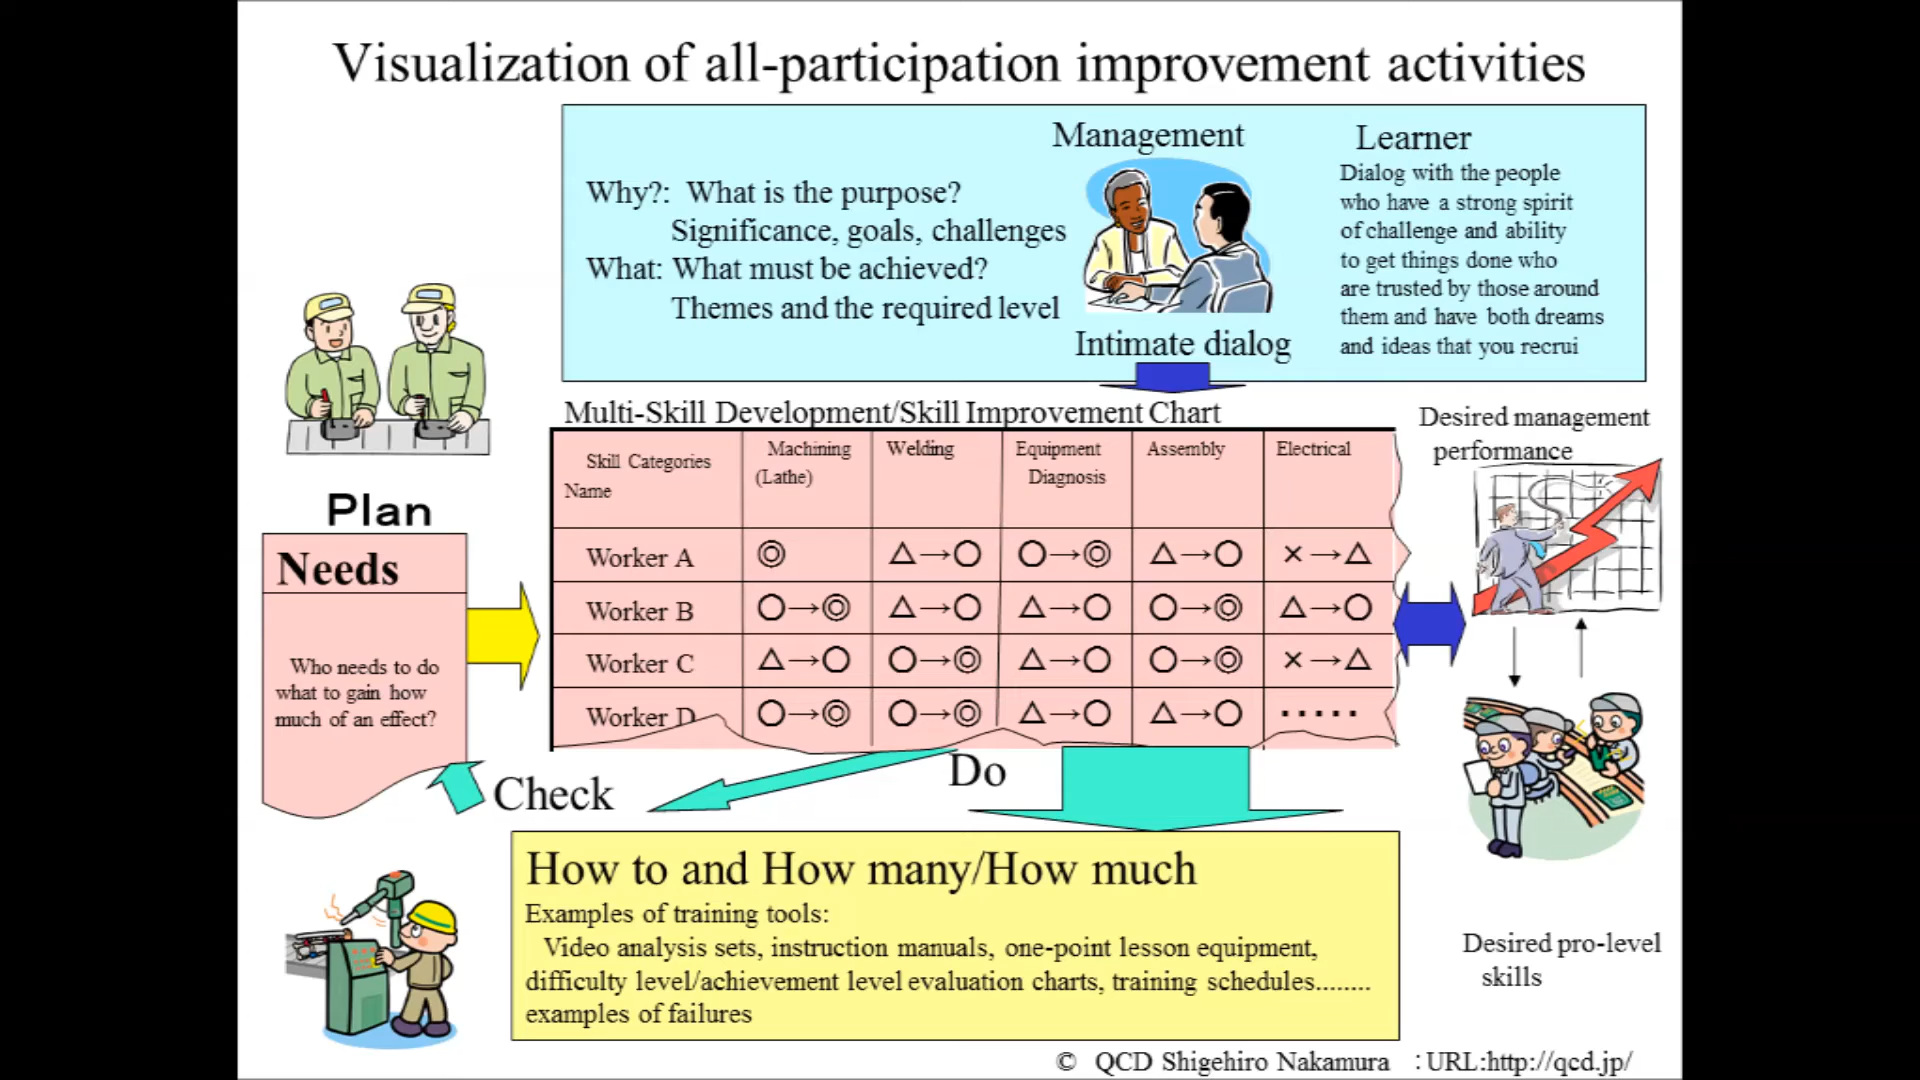 Visualization of all-participation improvement activities
Management
Learner
Why?: What is the purpose?
Significance, goals, challenges
What: What must be achieved?
Themes and the required level
Intimate dialog
Dialog with the people
who have a strong spirit
of challenge and ability
to get things done who
are trusted by those around
them and have both dreams
and ideas that you recrui
Multi-Skill Development/Skill Improvement Chart
Desired management
performance
Skill Categories
Name
Machining
(Lathe)
Welding
Equipment
Diagnosis
Assembly
Electrical
Worker A ◎ △→○ ○→◎ △→○ ×→△
Worker B ○→◎ △→○ △→○ ○→◎ △→○
Worker C △→○ ○→◎ △→○ ○→◎ ×→△
Worker D ○→◎ ○→◎ △→○ △→○ ･････
Plan
Needs
Who needs to do
what to gain how
much of an effect?
Check
Do
How to and How many/How much
Examples of training tools:
Video analysis sets, instruction manuals, one-point lesson equipment,
difficulty level/achievement level evaluation charts, training schedules........
examples of failures
Desired pro-level
skills
© QCD Shigehiro Nakamura :URL:http://qcd.jp/